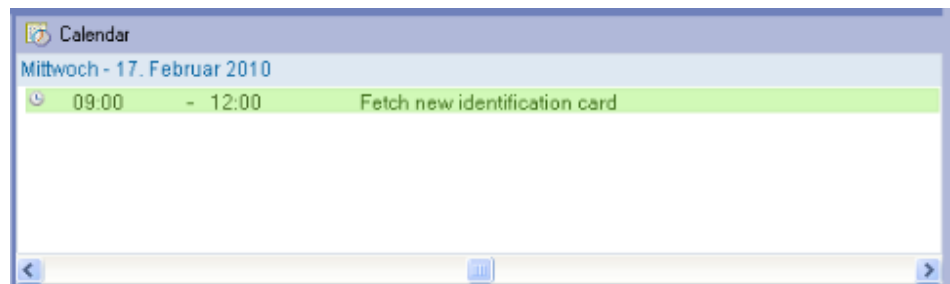 Calendar
Mittwoch - 17. Februar 2010
09:00 - 12:00 Fetch new identification card